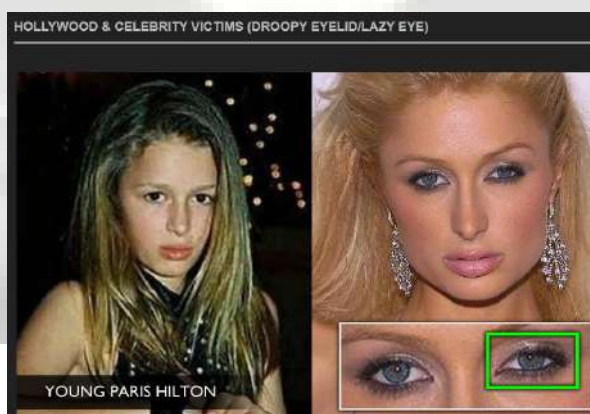 HOLLYWOOD & CELEBRITY VICTIMS (DROOPY EYELID/LAZY EYE)
YOUNG PARIS HILTON